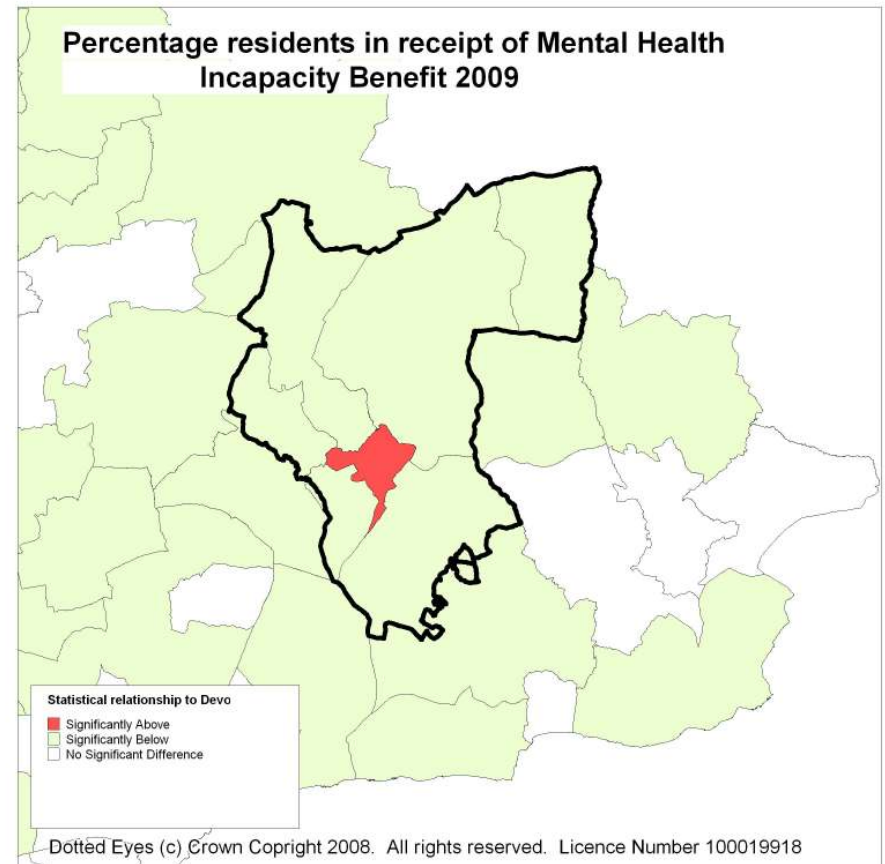 Percentage residents in receipt of Mental Health
Incapacity Benefit 2009
Statistical relationship to Devo
Significantly Above
Significantly Below
No Significant Difference
Dotted Eyes (c) Crown Copright 2008. All rights reserved. Licence Number 100019918